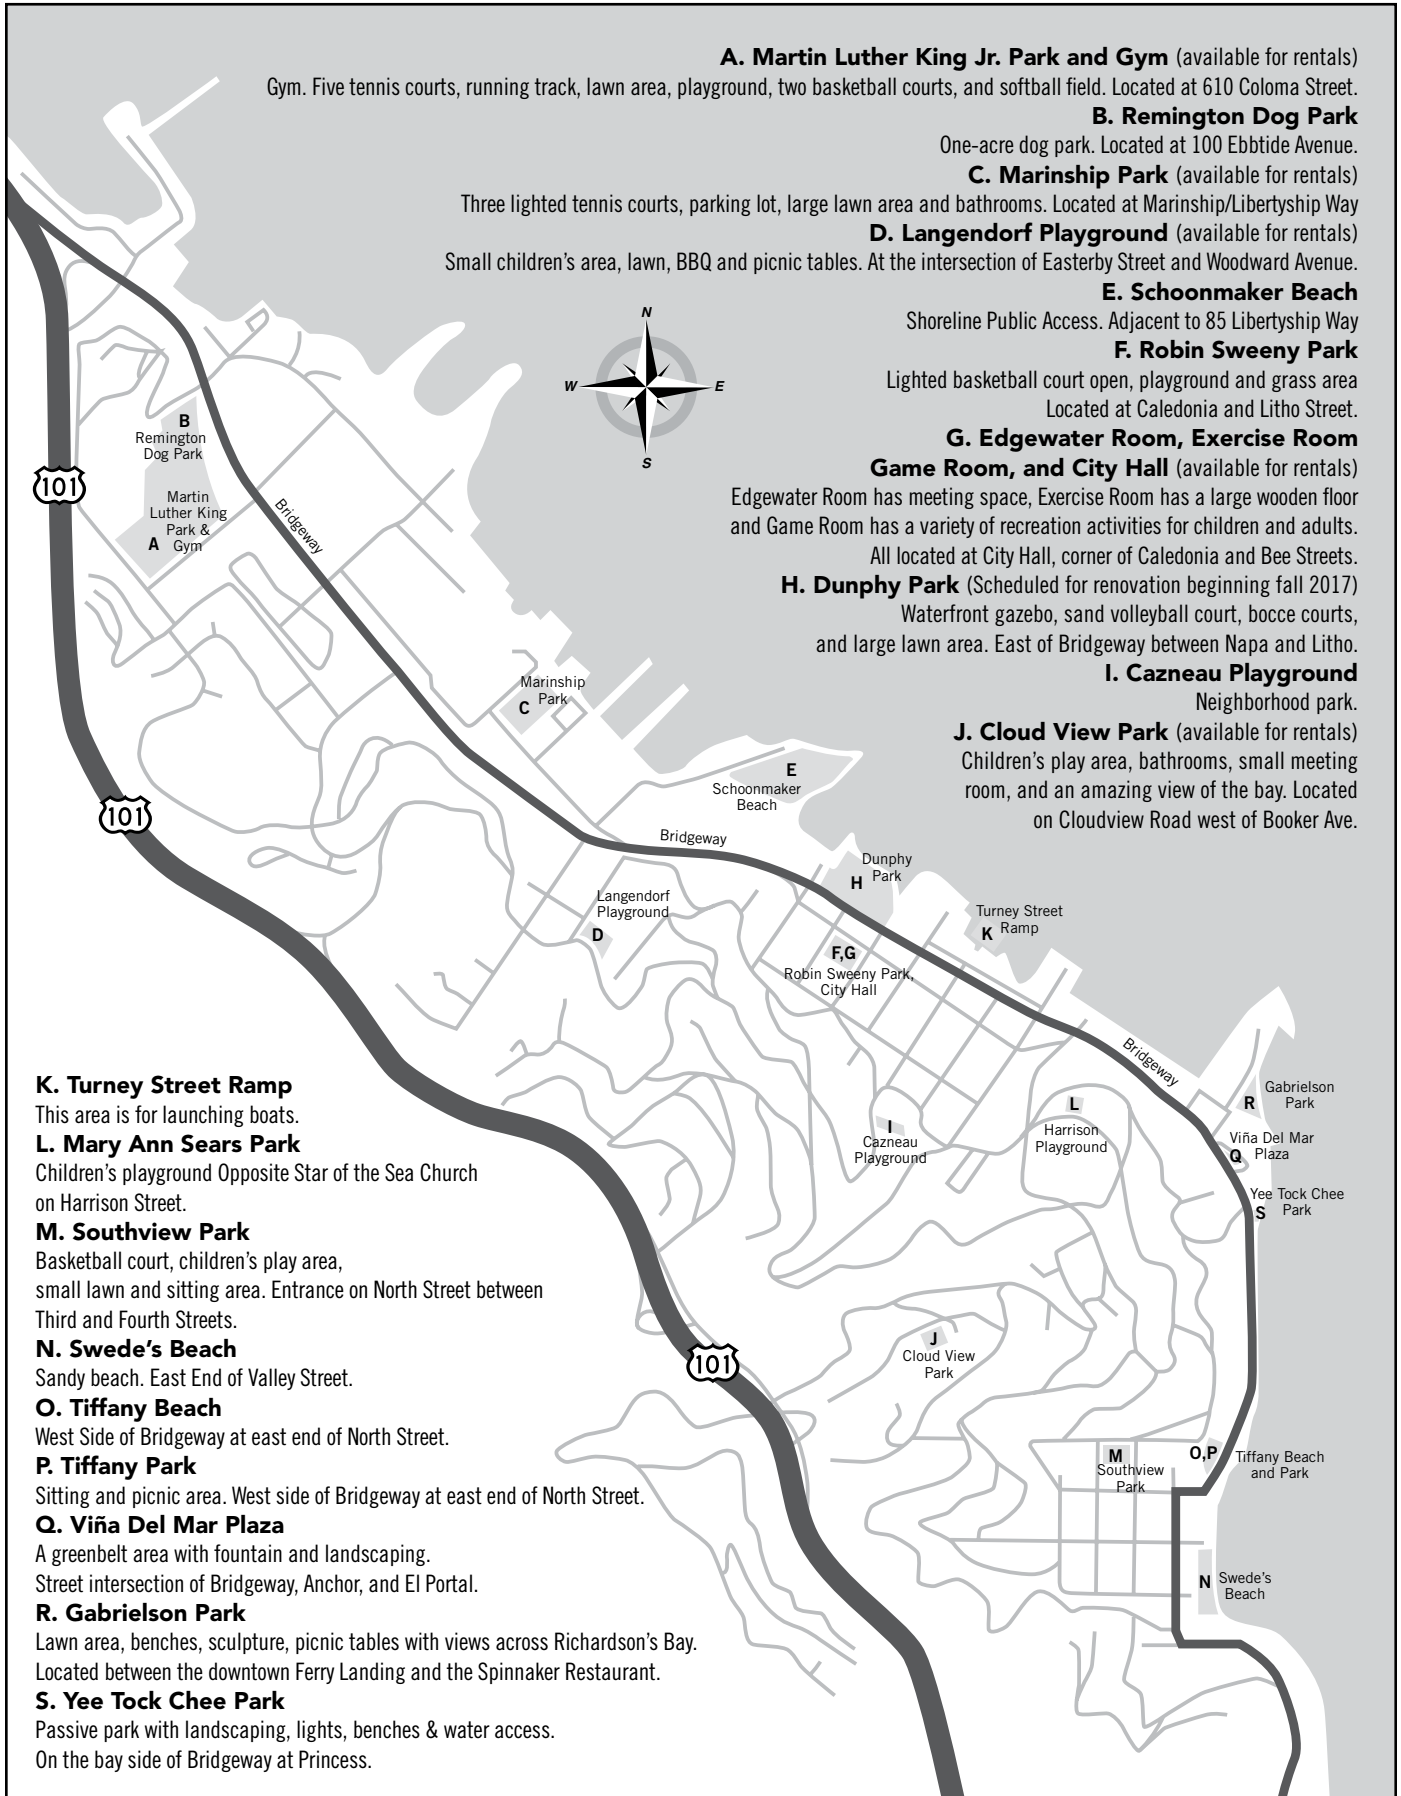 A. Martin Luther King Jr. Park and Gym (available for rentals)
Gym. Five tennis courts, running track, lawn area, playground, two basketball courts, and softball field. Located at 610 Coloma Street.
B. Remington Dog Park
One-acre dog park. Located at 100 Ebbtide Avenue.
C. Marinship Park (available for rentals)
Three lighted tennis courts, parking lot, large lawn area and bathrooms. Located at Marinship/Libertyship Way
D. Langendorf Playground (available for rentals)
Small children’s area, lawn, BBQ and picnic tables. At the intersection of Easterby Street and Woodward Avenue.
E. Schoonmaker Beach
Shoreline Public Access. Adjacent to 85 Libertyship Way
F. Robin Sweeny Park
Lighted basketball court open, playground and grass area
Located at Caledonia and Litho Street.
G. Edgewater Room, Exercise Room
Game Room, and City Hall (available for rentals)
Edgewater Room has meeting space, Exercise Room has a large wooden floor
and Game Room has a variety of recreation activities for children and adults.
All located at City Hall, corner of Caledonia and Bee Streets.
H. Dunphy Park (Scheduled for renovation beginning fall 2017)
Waterfront gazebo, sand volleyball court, bocce courts,
and large lawn area. East of Bridgeway between Napa and Litho.
I. Cazneau Playground
Neighborhood park.
J. Cloud View Park (available for rentals)
Children’s play area, bathrooms, small meeting
room, and an amazing view of the bay. Located
on Cloudview Road west of Booker Ave.
N
W
E
S
B
Remington
Dog Park
101
Martin
Luther King
Park &
A Gym
Bridgeway
Marinship
Park
C
101
E
Schoonmaker
Beach
Bridgeway
Dunphy
Park
H
Langendorf
Playground
D
Turney Street
Ramp
K
F,G
Robin Sweeny Park,
City Hall
Bridgeway
Gabrielson
Park
R
L
Harrison
Playground
I
Cazneau
Playground
Viña Del Mar
Plaza
Q
Yee Tock Chee
Park
S
101
J
Cloud View
Park
M
Southview
Park
O,P
Tiffany Beach
and Park
N
Swede’s
Beach
K. Turney Street Ramp
This area is for launching boats.
L. Mary Ann Sears Park
Children’s playground Opposite Star of the Sea Church
on Harrison Street.
M. Southview Park
Basketball court, children’s play area,
small lawn and sitting area. Entrance on North Street between
Third and Fourth Streets.
N. Swede’s Beach
Sandy beach. East End of Valley Street.
O. Tiffany Beach
West Side of Bridgeway at east end of North Street.
P. Tiffany Park
Sitting and picnic area. West side of Bridgeway at east end of North Street.
Q. Viña Del Mar Plaza
A greenbelt area with fountain and landscaping.
Street intersection of Bridgeway, Anchor, and El Portal.
R. Gabrielson Park
Lawn area, benches, sculpture, picnic tables with views across Richardson’s Bay.
Located between the downtown Ferry Landing and the Spinnaker Restaurant.
S. Yee Tock Chee Park
Passive park with landscaping, lights, benches & water access.
On the bay side of Bridgeway at Princess.